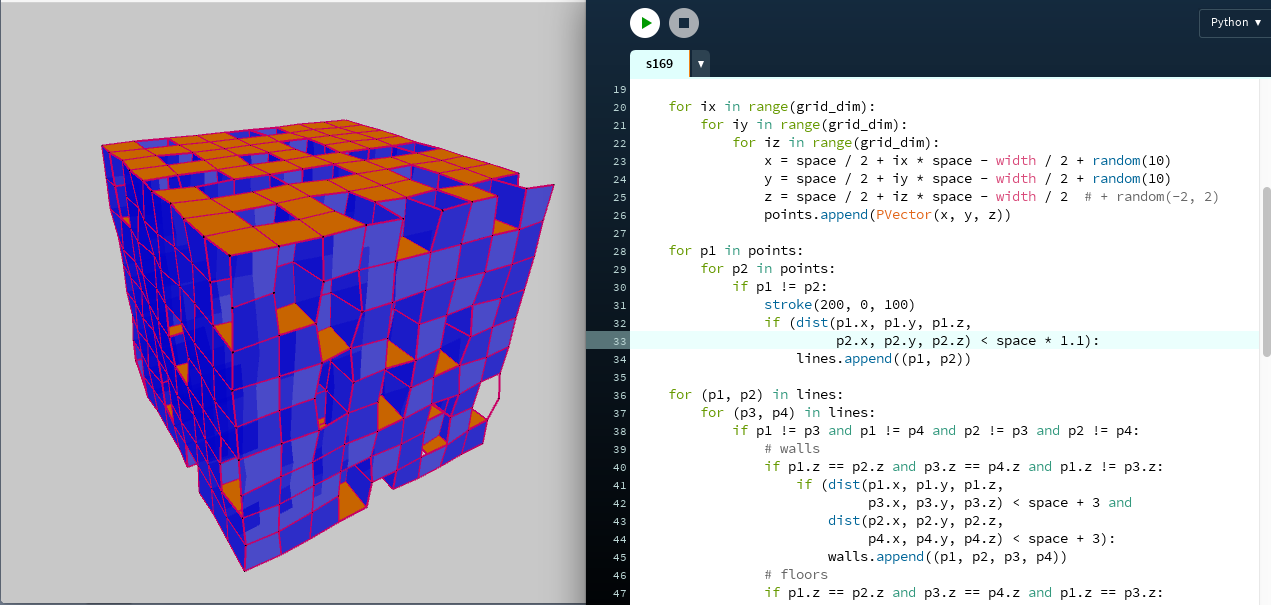 Python ▼
s169 ▼
19
20 for ix in range(grid_dim):
21 for iy in range(grid_dim):
22 for iz in range(grid_dim):
23 x = space / 2 + ix * space - width / 2 + random(10)
24 y = space / 2 + iy * space - width / 2 + random(10)
25 z = space / 2 + iz * space - width / 2  # + random(-2, 2)
26 points.append(PVector(x, y, z))
27
28 for p1 in points:
29 for p2 in points:
30 if p1 != p2:
31 stroke(200, 0, 100)
32 if (dist(p1.x, p1.y, p1.z,
33 p2.x, p2.y, p2.z) < space * 1.1):
34 lines.append((p1, p2))
35
36 for (p1, p2) in lines:
37 for (p3, p4) in lines:
38 if p1 != p3 and p1 != p4 and p2 != p3 and p2 != p4:
39 # walls
40 if p1.z == p2.z and p3.z == p4.z and p1.z != p3.z:
41 if (dist(p1.x, p1.y, p1.z,
42 p3.x, p3.y, p3.z) < space + 3 and
43 dist(p2.x, p2.y, p2.z,
44 p4.x, p4.y, p4.z) < space + 3):
45 walls.append((p1, p2, p3, p4))
46 # floors
47 if p1.z == p2.z and p3.z == p4.z and p1.z == p3.z: